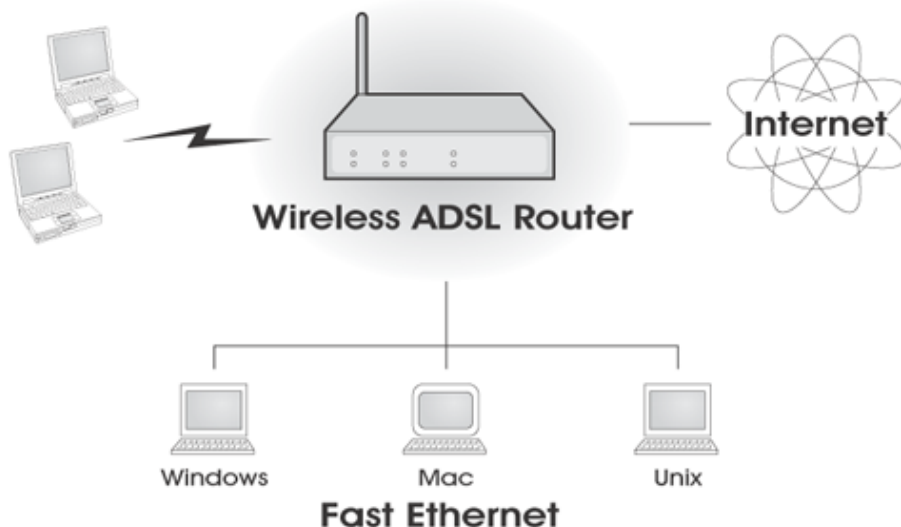 Internet
Wireless ADSL Router
Windows
Mac
Unix
Fast Ethernet